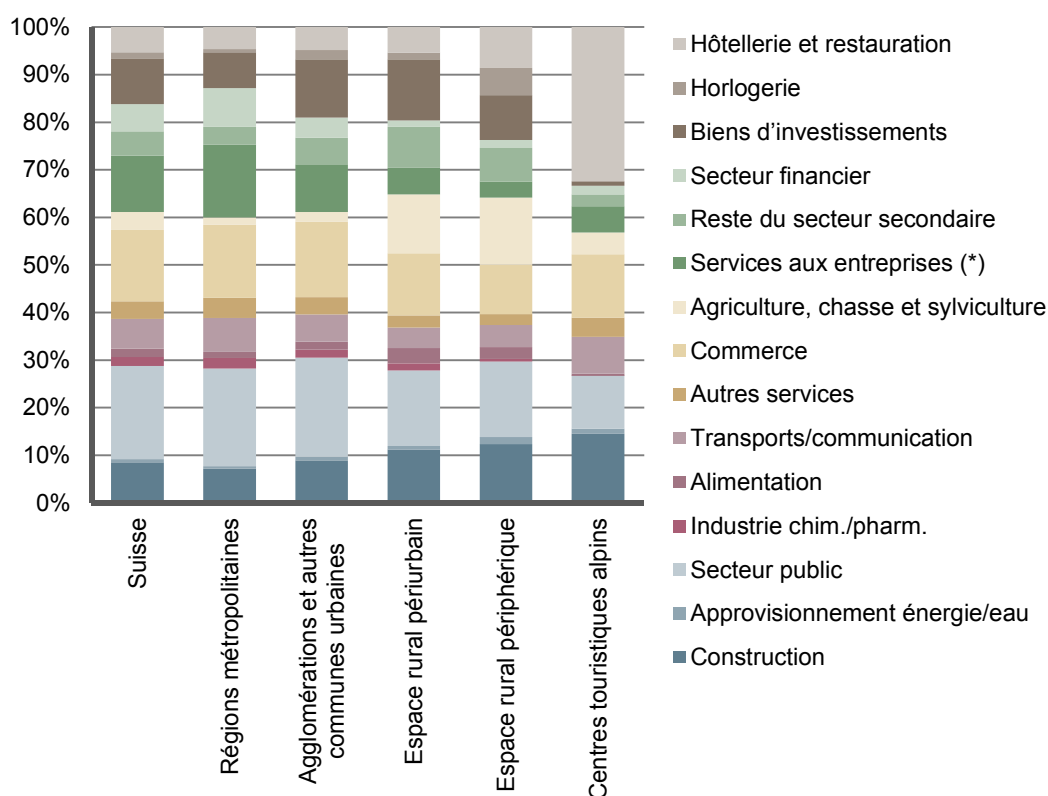 100%
90%
80%
70%
60%
50%
40%
30%
20%
10%
0%
Suisse
Régions métropolitaines
Agglomérations et autres
communes urbaines
Espace rural périurbain
Espace rural périphérique
Centres touristiques alpins
Hôtellerie et restauration
Horlogerie
Biens d’investissements
Secteur financier
Reste du secteur secondaire
Services aux entreprises (*)
Agriculture, chasse et sylviculture
Commerce
Autres services
Transports/communication
Alimentation
Industrie chim./pharm.
Secteur public
Approvisionnement énergie/eau
Construction